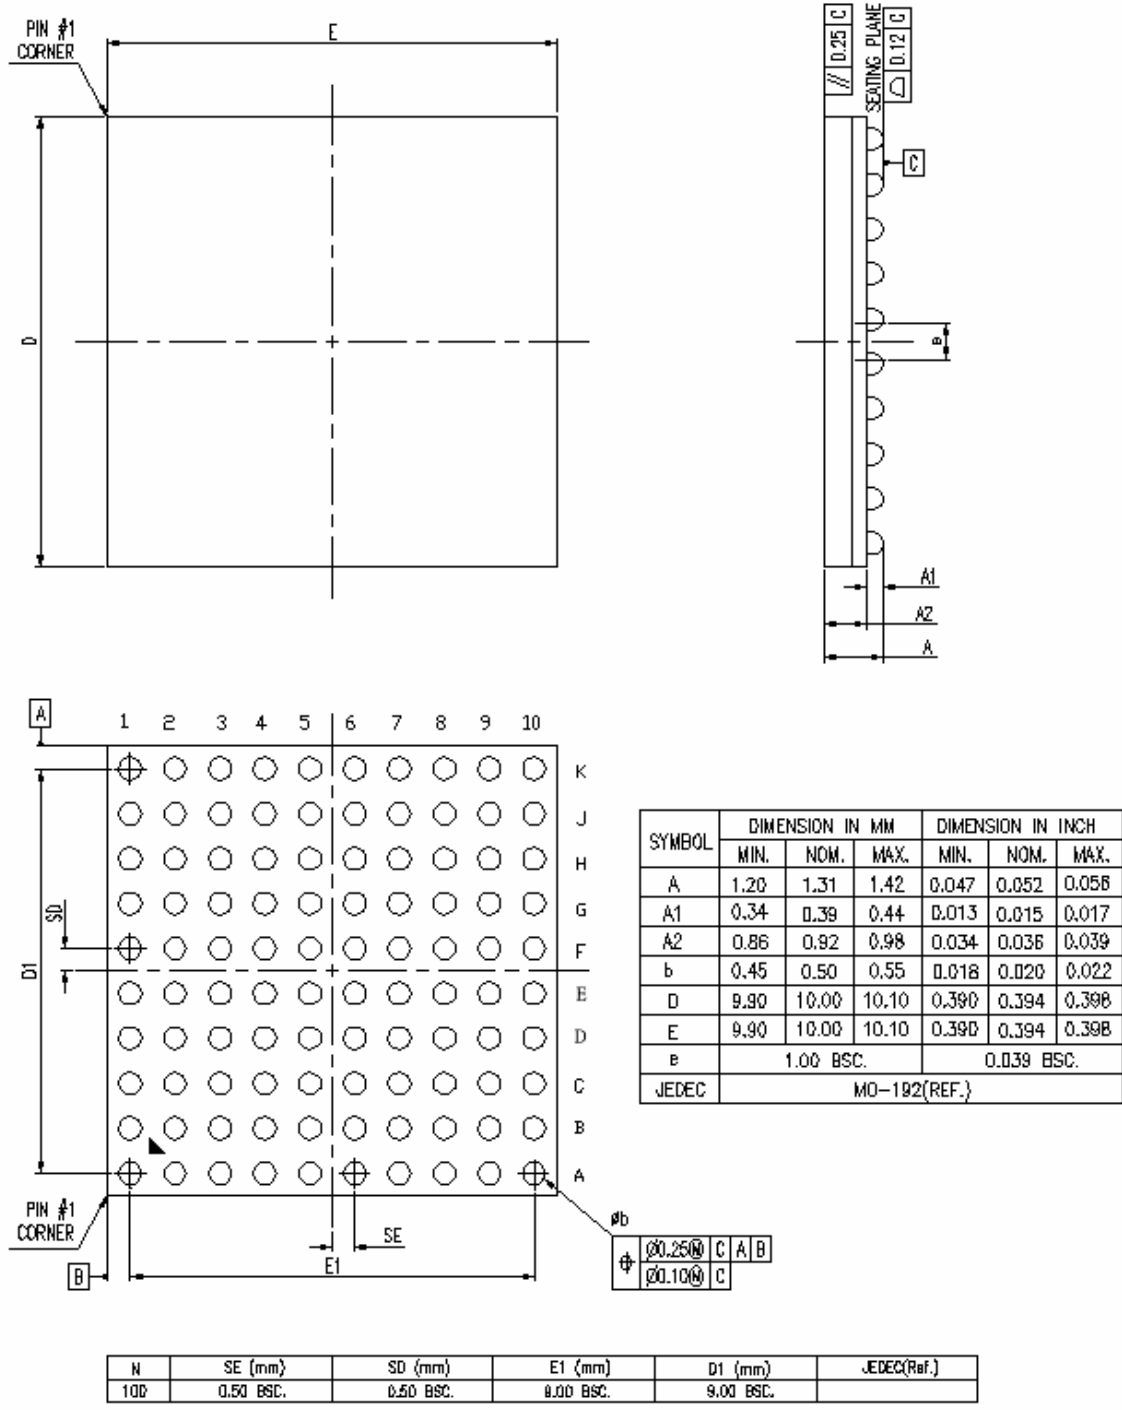 PIN #1
CORNER
E
D
// 0.25 C
SEATING PLANE
0.12 C
C
e
A1
A2
A
A
1 2 3 4 5 6 7 8 9 10
K
J
H
G
F
E
D
C
B
A
SD
D1
PIN #1
CORNER
SE
E1
B
Øb
Ø0.25Ⓜ C A B
Ø0.10Ⓜ C
SYMBOL DIMENSION IN MM DIMENSION IN INCH
MIN. NOM. MAX. MIN. NOM. MAX.
A 1.20 1.31 1.42 0.047 0.052 0.056
A1 0.34 0.39 0.44 0.013 0.015 0.017
A2 0.86 0.92 0.98 0.034 0.036 0.039
b 0.45 0.50 0.55 0.018 0.020 0.022
D 9.90 10.00 10.10 0.390 0.394 0.398
E 9.90 10.00 10.10 0.390 0.394 0.398
e 1.00 BSC. 0.039 BSC.
JEDEC MO-192(REF.)
N SE (mm) SD (mm) E1 (mm) D1 (mm) JEDEC(Ref.)
100 0.50 BSC. 0.50 BSC. 9.00 BSC. 9.00 BSC.